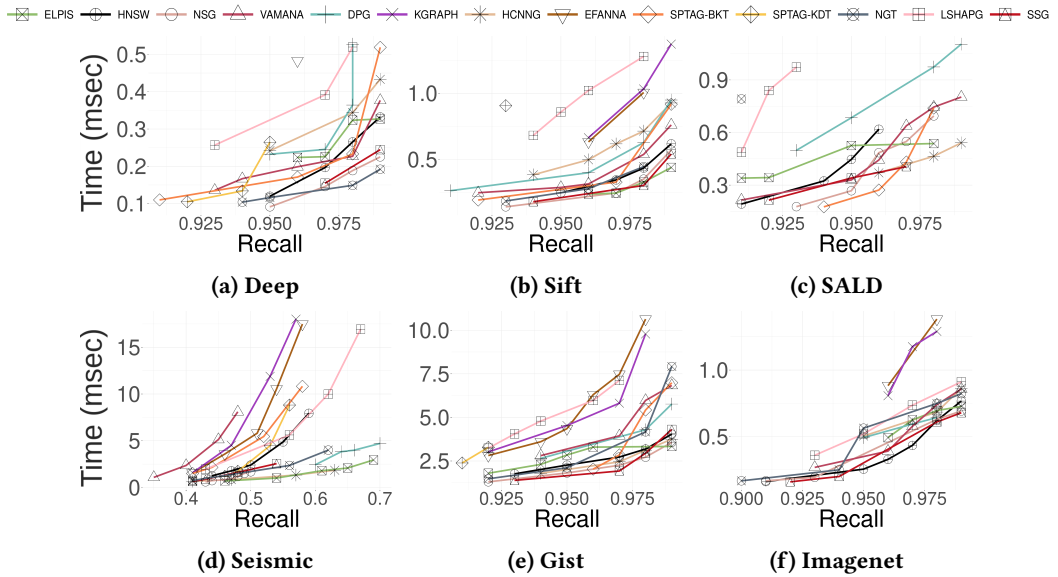 ELPIS HNSW NSG VAMANA DPG KGRAPH HCNNG EFANNA SPTAG-BKT SPTAG-KDT NGT LSHAPG SSG
Time (msec)
0.5
0.4
0.3
0.2
0.1
0.925 0.950 0.975
Recall
(a) Deep
1.0
0.5
0.925 0.950 0.975
Recall
(b) Sift
0.9
0.6
0.3
0.925 0.950 0.975
Recall
(c) SALD
Time (msec)
15
10
5
0
0.4 0.5 0.6 0.7
Recall
(d) Seismic
10.0
7.5
5.0
2.5
0.925 0.950 0.975
Recall
(e) Gist
1.0
0.5
0.900 0.925 0.950 0.975
Recall
(f) Imagenet